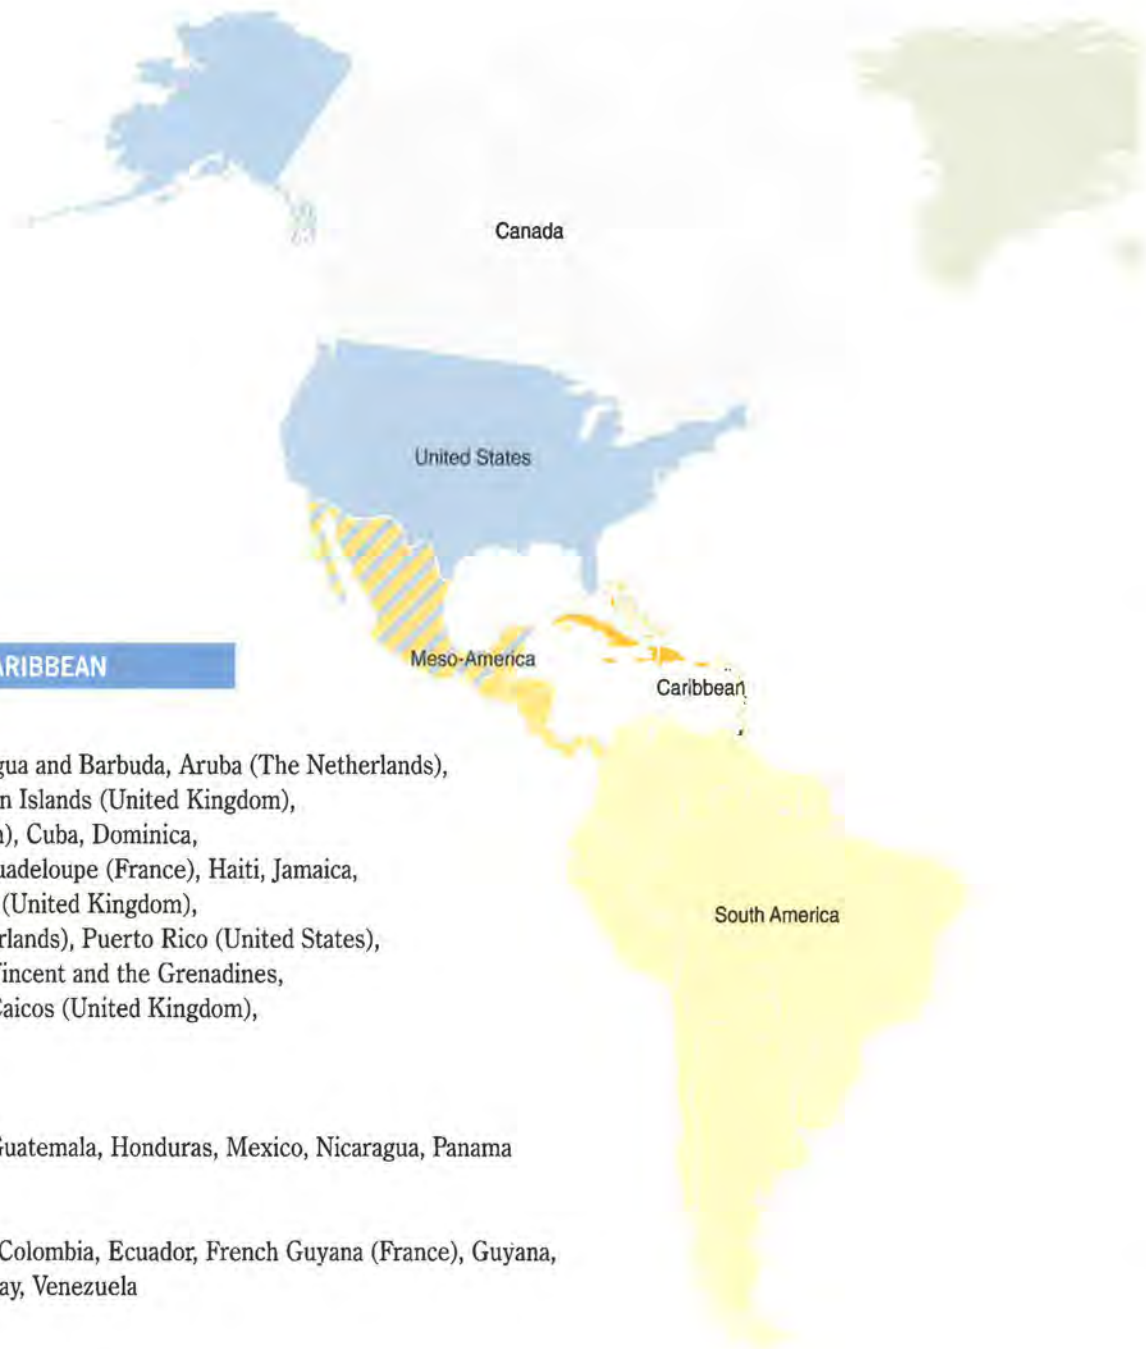 Canada
United States
Meso-America
Caribbean
South America
ARIBBEAN
gua and Barbuda, Aruba (The Netherlands),
n Islands (United Kingdom),
), Cuba, Dominica,
uadeloupe (France), Haiti, Jamaica,
(United Kingdom),
rlands), Puerto Rico (United States),
incent and the Grenadines,
Caicos (United Kingdom),
Guatemala, Honduras, Mexico, Nicaragua, Panama
Colombia, Ecuador, French Guyana (France), Guyana,
ay, Venezuela